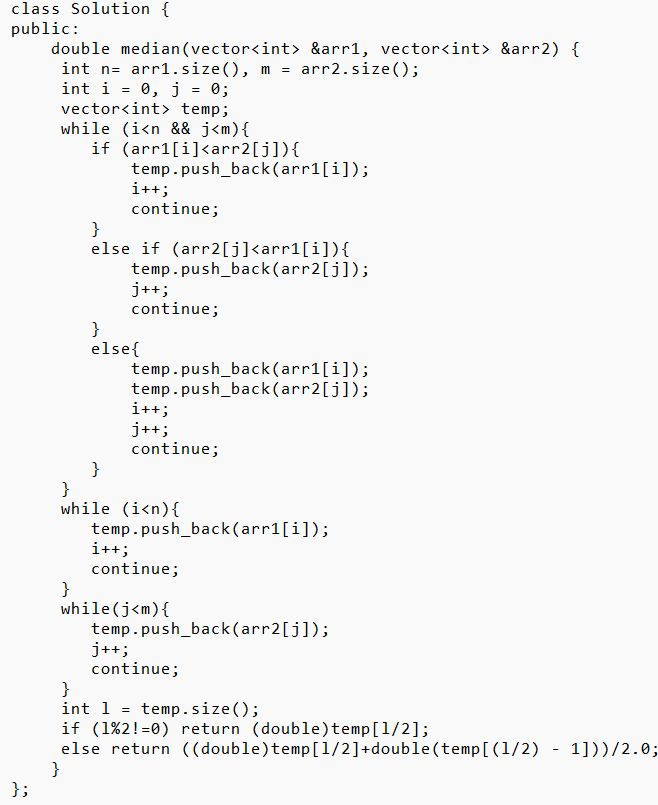 class Solution {
public:
    double median(vector<int> &arr1, vector<int> &arr2) {
     int n= arr1.size(), m = arr2.size();
     int i = 0, j = 0;
     vector<int> temp;
     while (i<n && j<m){
        if (arr1[i]<arr2[j]){
            temp.push_back(arr1[i]);
            i++;
            continue;
        }
        else if (arr2[j]<arr1[i]){
            temp.push_back(arr2[j]);
            j++;
            continue;
        }
        else{
            temp.push_back(arr1[i]);
            temp.push_back(arr2[j]);
            i++;
            j++;
            continue;
        }
     }
     while (i<n){
        temp.push_back(arr1[i]);
        i++;
        continue;
     }
     while(j<m){
        temp.push_back(arr2[j]);
        j++;
        continue;
     }
     int l = temp.size();
     if (l%2!=0) return (double)temp[l/2];
     else return ((double)temp[l/2]+double(temp[(l/2) - 1]))/2.0;
    }
};